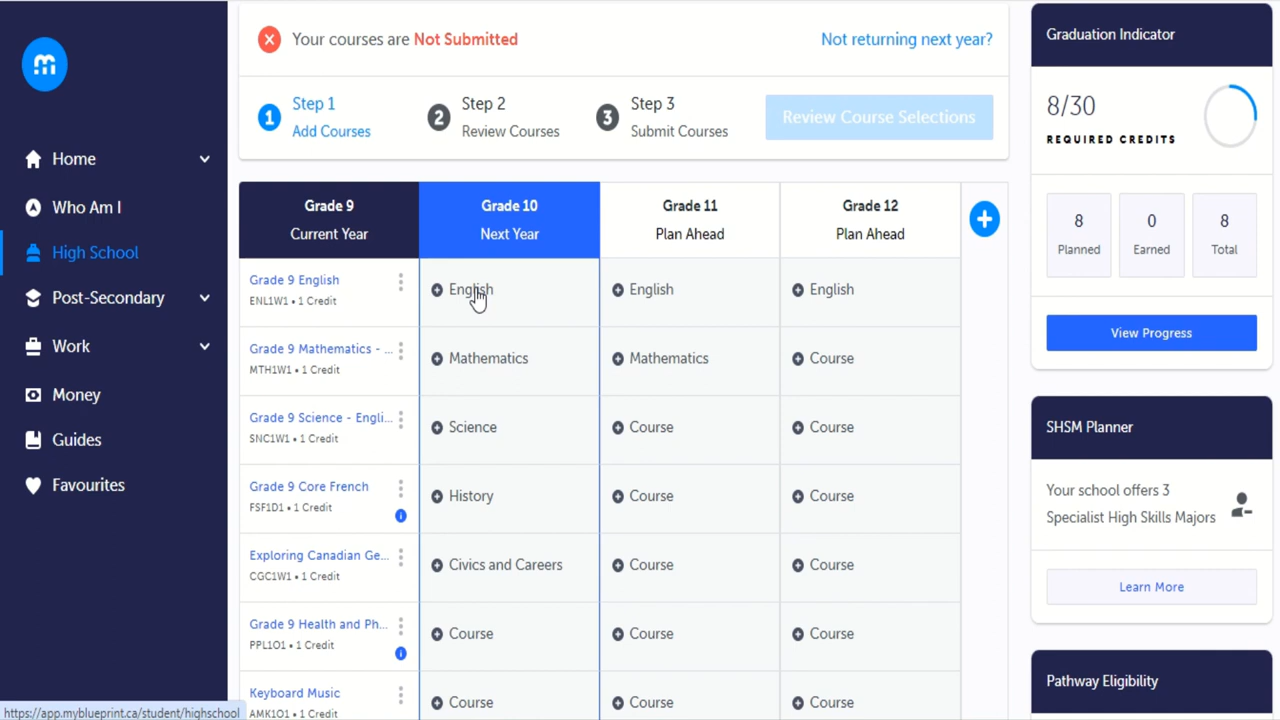 Your courses are Not Submitted
Not returning next year?
1 Step 1
Add Courses
2 Step 2
Review Courses
3 Step 3
Submit Courses
Review Course Selections
Home
Who Am I
High School
Post-Secondary
Work
Money
Guides
Favourites
Grade 9
Current Year
Grade 10
Next Year
Grade 11
Plan Ahead
Grade 12
Plan Ahead
Grade 9 English
ENL1W1 • 1 Credit
English
English
English
Grade 9 Mathematics - ...
MTH1W1 • 1 Credit
Mathematics
Mathematics
Course
Grade 9 Science - Engli...
SNC1W1 • 1 Credit
Science
Course
Course
Grade 9 Core French
FSF1D1 • 1 Credit
History
Course
Course
Exploring Canadian Ge...
CGC1W1 • 1 Credit
Civics and Careers
Course
Course
Grade 9 Health and Ph...
PPL1O1 • 1 Credit
Course
Course
Course
Keyboard Music
AMK1O1 • 1 Credit
Course
Course
Course
Graduation Indicator
8/30
REQUIRED CREDITS
8
Planned
0
Earned
8
Total
View Progress
SHSM Planner
Your school offers 3
Specialist High Skills Majors
Learn More
Pathway Eligibility
https://app.myblueprint.ca/student/highschool